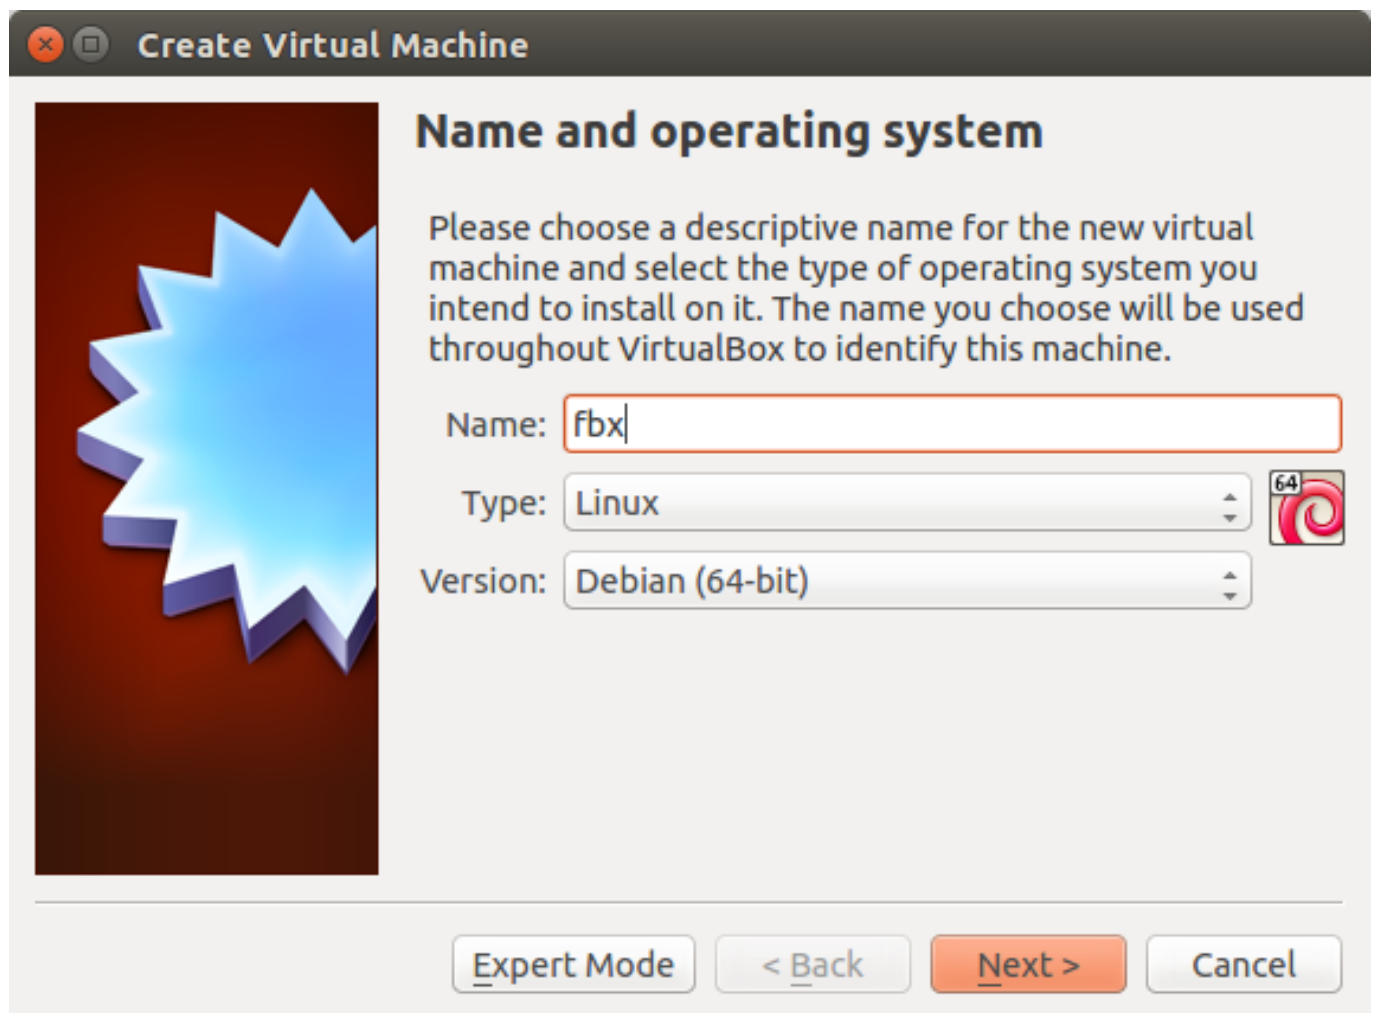 Create Virtual Machine
Name and operating system
Please choose a descriptive name for the new virtual
machine and select the type of operating system you
intend to install on it. The name you choose will be used
throughout VirtualBox to identify this machine.
Name: fbx
Type: Linux
64
Version: Debian (64-bit)
Expert Mode < Back Next > Cancel